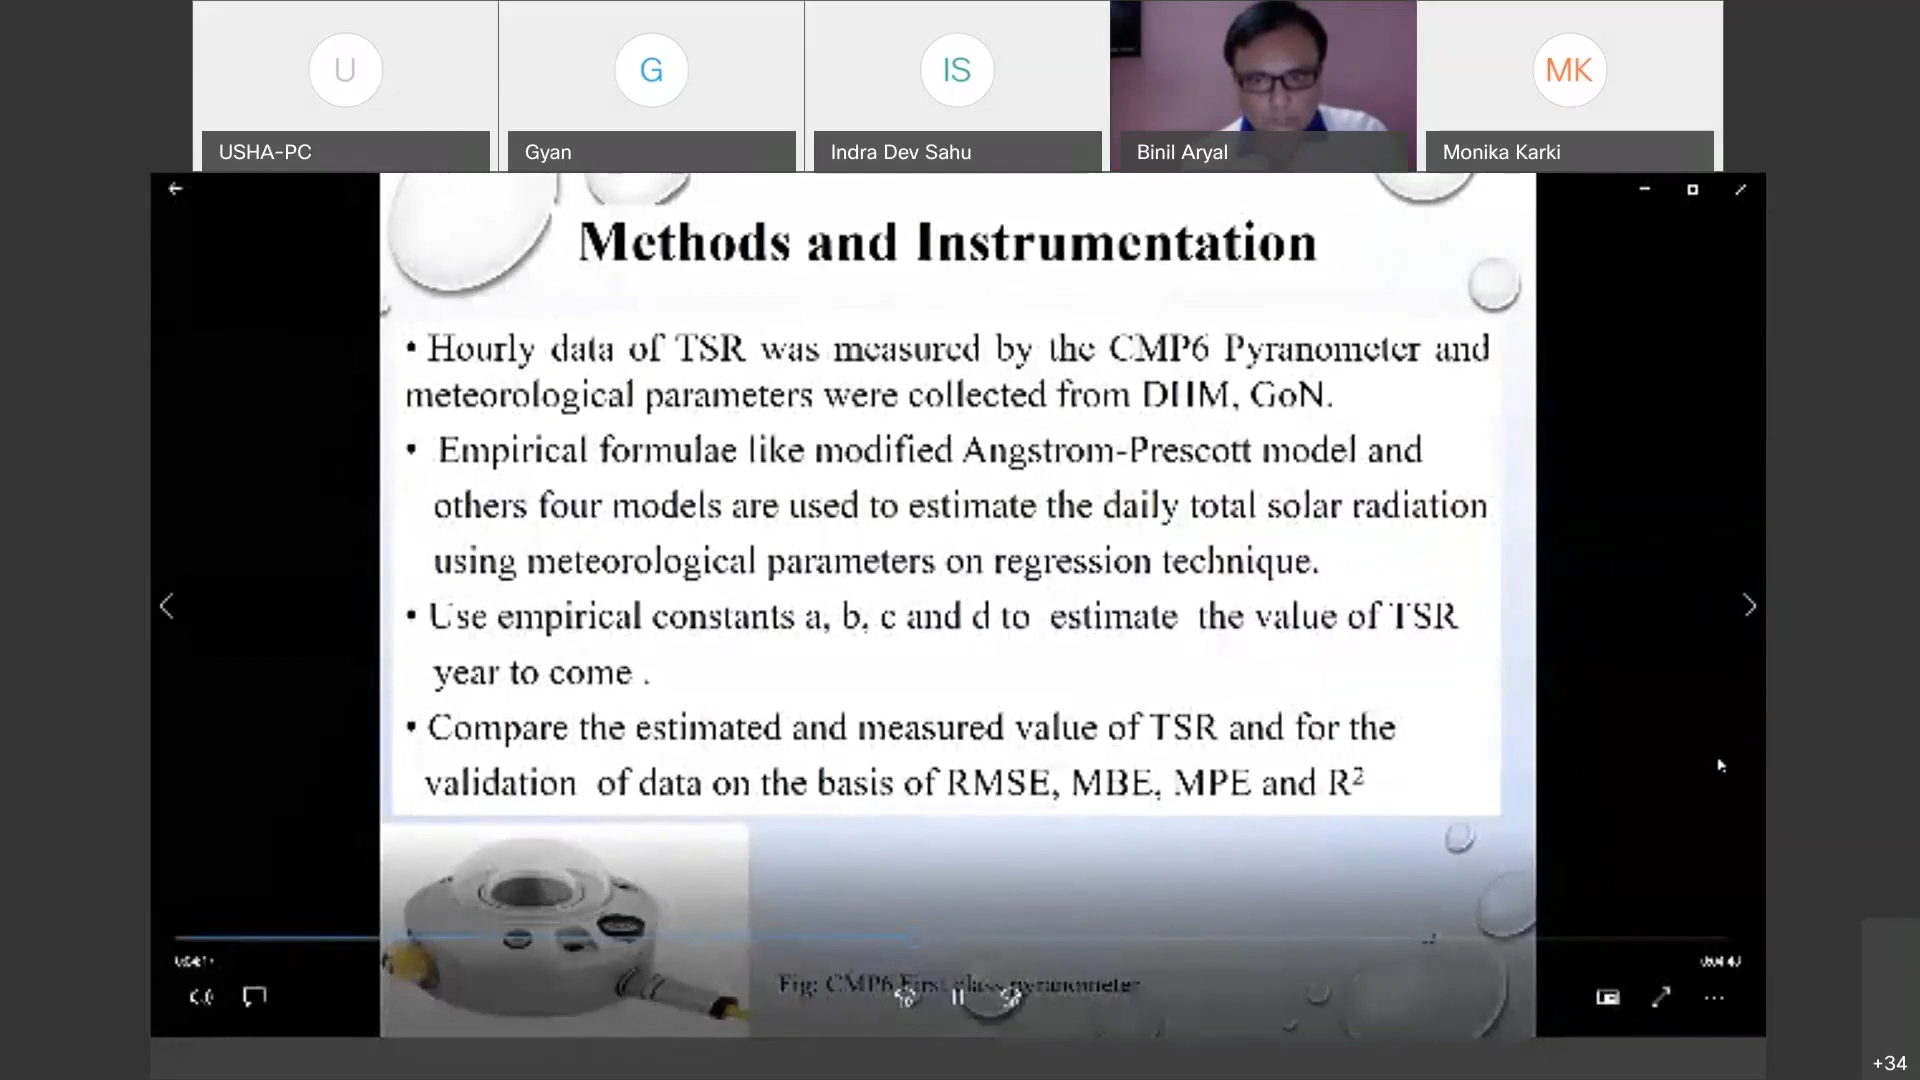 U
G
IS
MK
USHA-PC
Gyan
Indra Dev Sahu
Binil Aryal
Monika Karki
Methods and Instrumentation
• Hourly data of TSR was measured by the CMP6 Pyranometer and
meteorological parameters were collected from DHM, GoN.
• Empirical formulae like modified Angstrom-Prescott model and
others four models are used to estimate the daily total solar radiation
using meteorological parameters on regression technique.
• Use empirical constants a, b, c and d to estimate the value of TSR
year to come .
• Compare the estimated and measured value of TSR and for the
validation of data on the basis of RMSE, MBE, MPE and R²
Fig: CMP6 First class pyranometer
+34